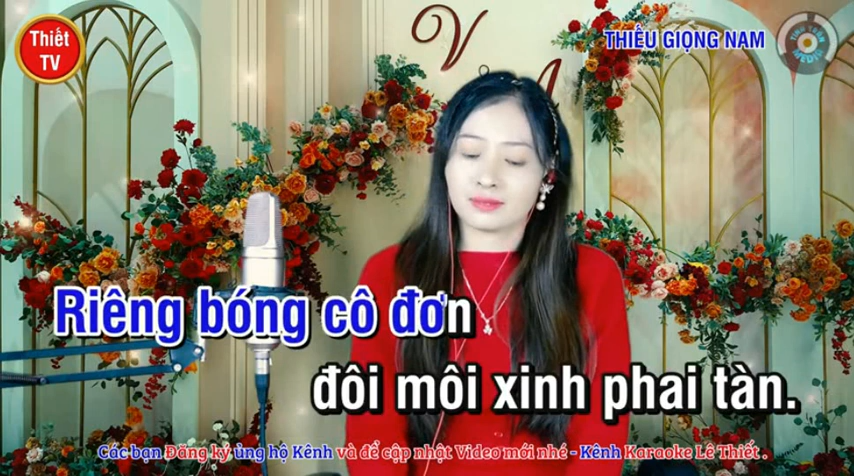 Thiết
TV
THIẾU GIỌNG NAM
V
A
Riêng bóng cô đơn
đôi môi xinh phai tàn.
Các bạn Đăng ký ủng hộ Kênh và để cập nhật Video mới nhé - Kênh Karaoke Lê Thiết .